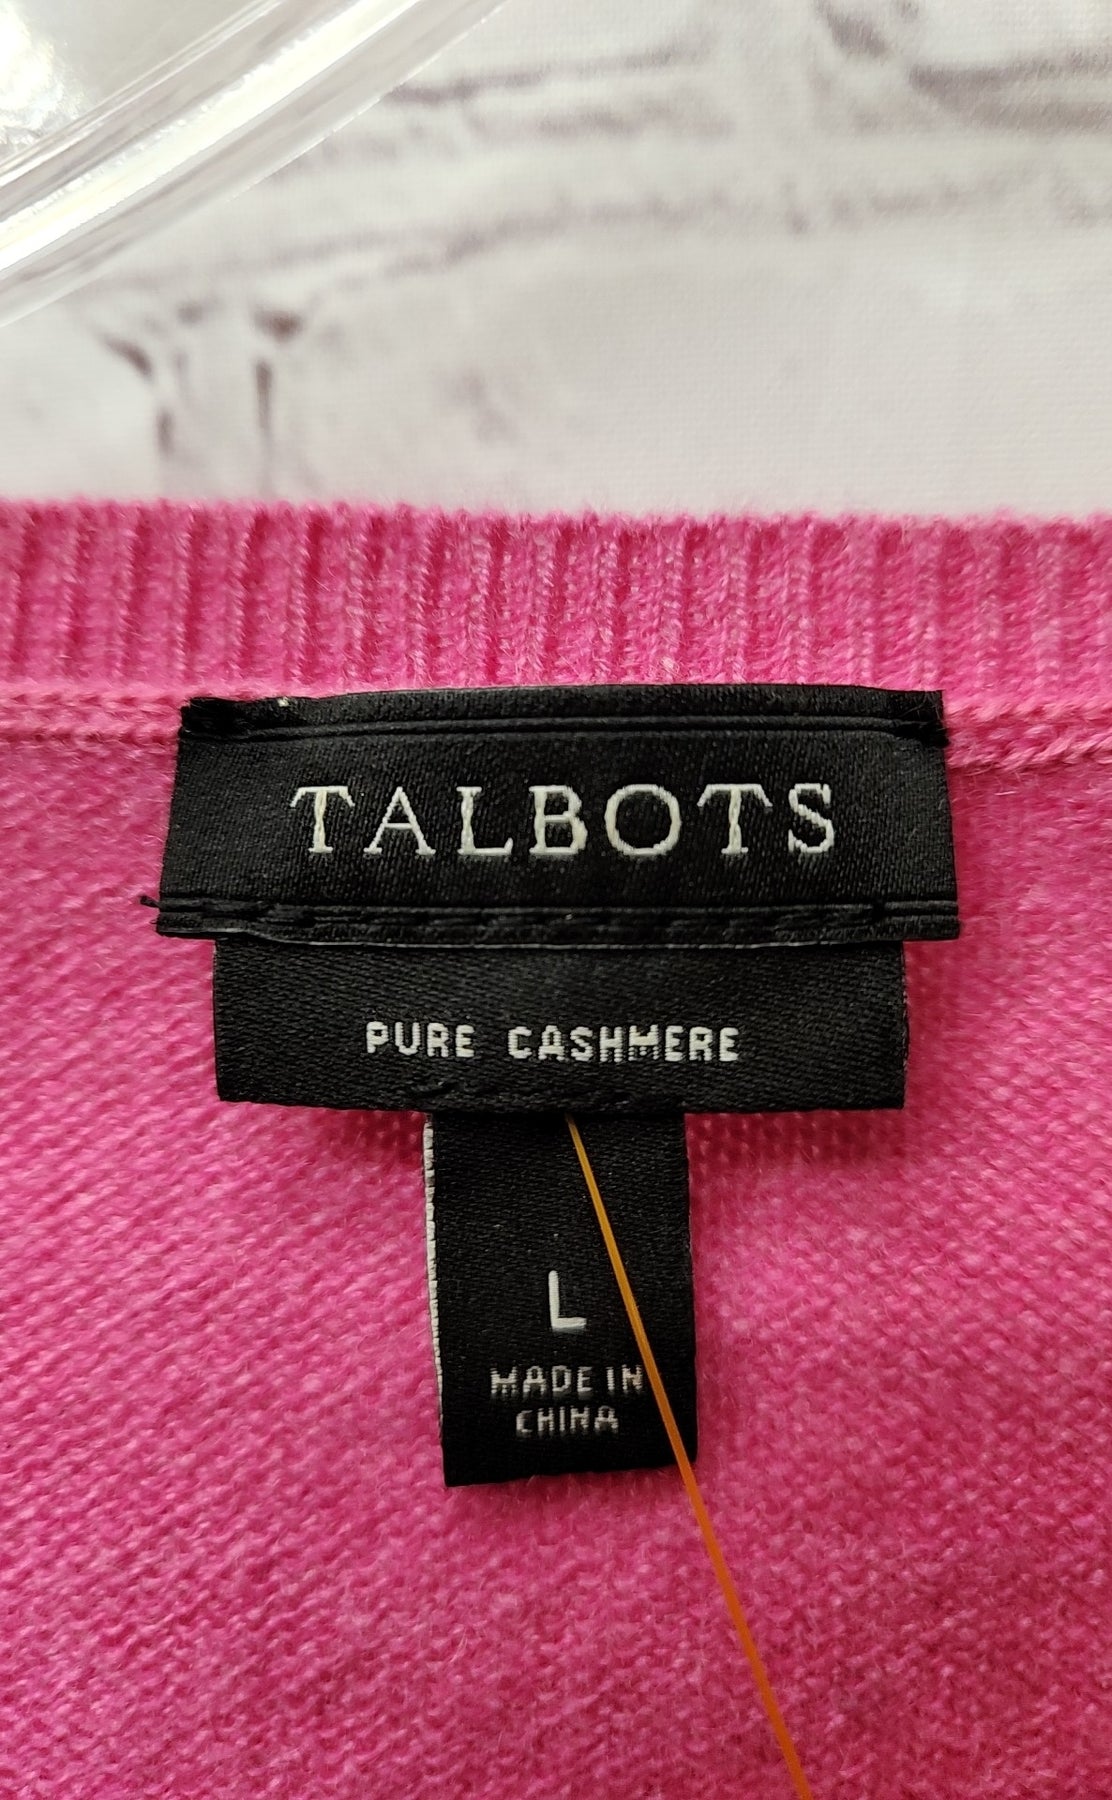 TALBOTS
PURE CASHMERE
L
MADE IN
CHINA